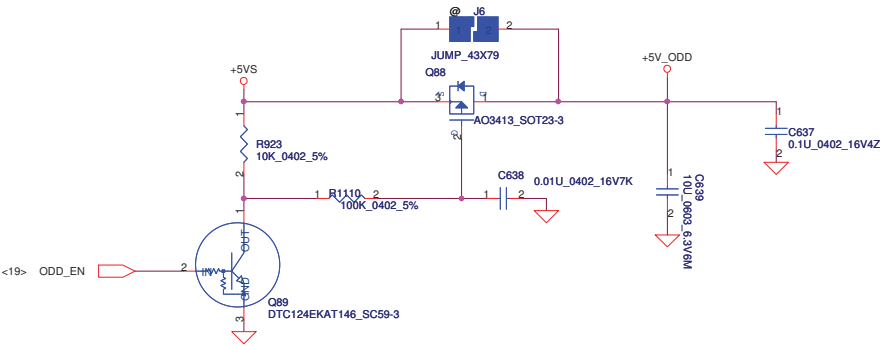 @ J6
1 1 2 2
JUMP_43X79
+5VS
Q88
+5V_ODD
3 S D 1
AO3413_SOT23-3
G
2
1
R923
10K_0402_5%
2
1
C637
0.1U_0402_16V4Z
2
1 R1110 2
100K_0402_5%
C638
0.01U_0402_16V7K
1 2
1
C639
10U_0603_6.3V6M
2
1
OUT
<19> ODD_EN
2
IN
GND
3
Q89
DTC124EKAT146_SC59-3